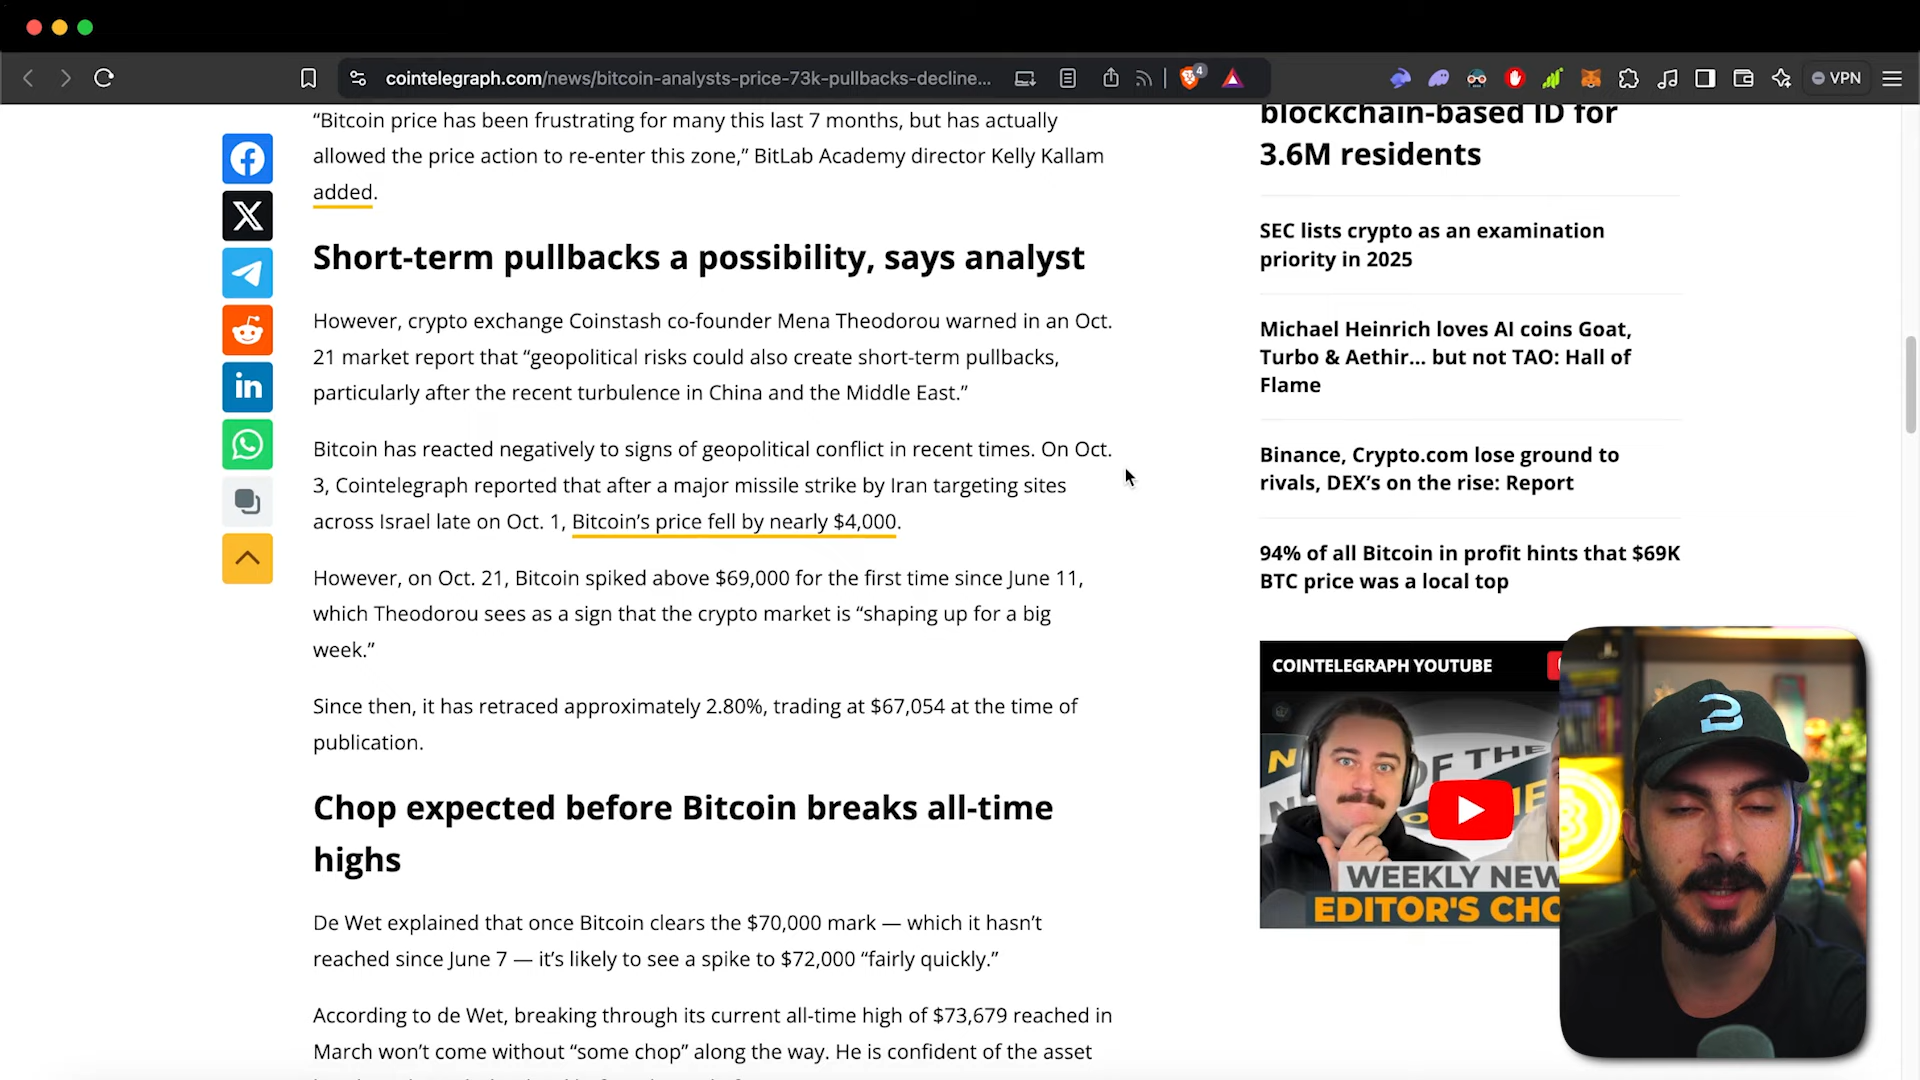 cointelegraph.com/news/bitcoin-analysts-price-73k-pullbacks-decline...
4
VPN
“Bitcoin price has been frustrating for many this last 7 months, but has actually
allowed the price action to re-enter this zone,” BitLab Academy director Kelly Kallam
added.
Short-term pullbacks a possibility, says analyst
However, crypto exchange Coinstash co-founder Mena Theodorou warned in an Oct.
21 market report that “geopolitical risks could also create short-term pullbacks,
particularly after the recent turbulence in China and the Middle East.”
Bitcoin has reacted negatively to signs of geopolitical conflict in recent times. On Oct.
3, Cointelegraph reported that after a major missile strike by Iran targeting sites
across Israel late on Oct. 1, Bitcoin’s price fell by nearly $4,000.
However, on Oct. 21, Bitcoin spiked above $69,000 for the first time since June 11,
which Theodorou sees as a sign that the crypto market is “shaping up for a big
week.”
Since then, it has retraced approximately 2.80%, trading at $67,054 at the time of
publication.
Chop expected before Bitcoin breaks all-time
highs
De Wet explained that once Bitcoin clears the $70,000 mark — which it hasn’t
reached since June 7 — it’s likely to see a spike to $72,000 “fairly quickly.”
According to de Wet, breaking through its current all-time high of $73,679 reached in
March won’t come without “some chop” along the way. He is confident of the asset
blockchain-based ID for
3.6M residents
SEC lists crypto as an examination
priority in 2025
Michael Heinrich loves AI coins Goat,
Turbo & Aethir... but not TAO: Hall of
Flame
Binance, Crypto.com lose ground to
rivals, DEX’s on the rise: Report
94% of all Bitcoin in profit hints that $69K
BTC price was a local top
COINTELEGRAPH YOUTUBE
OF THE
WEEKLY NEW
EDITOR'S CHO